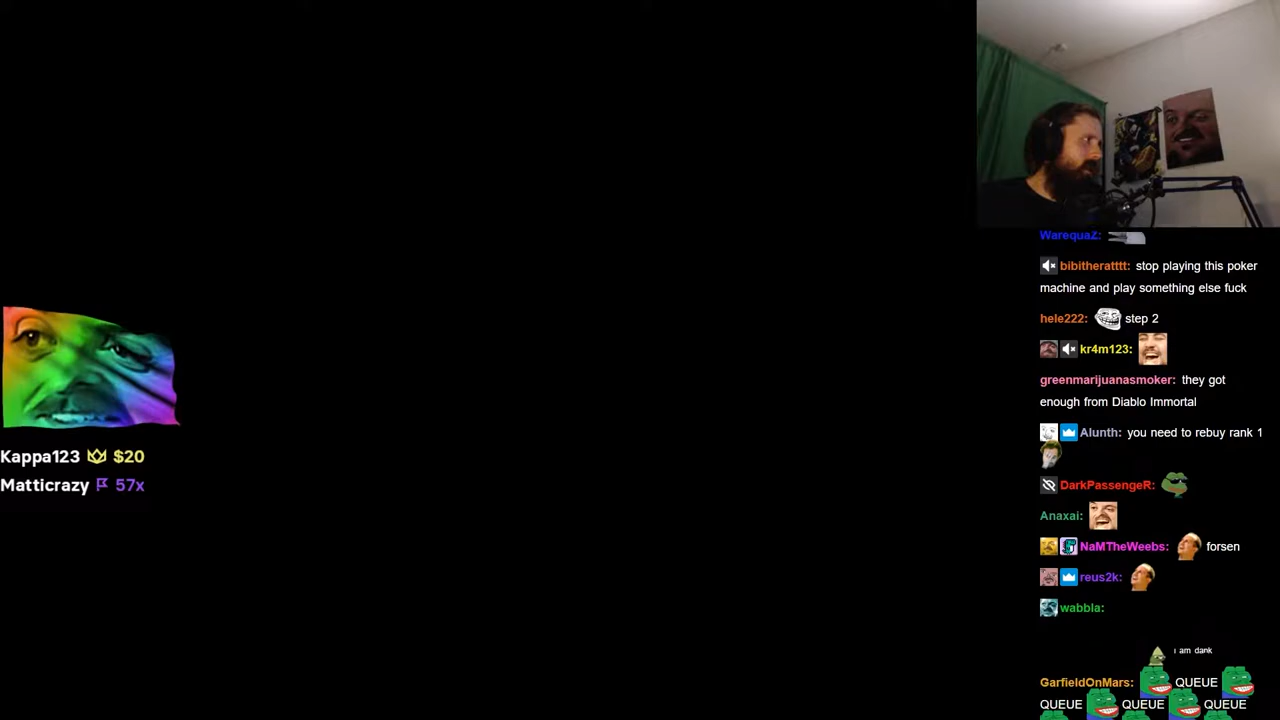 Kappa123 $20
Matticrazy 57x
WarequaZ:
bibitheratttt: stop playing this poker
machine and play something else fuck
hele222: step 2
kr4m123:
greenmarijuanasmoker: they got
enough from Diablo Immortal
Alunth: you need to rebuy rank 1
DarkPassengeR:
Anaxai:
NaMTheWeebs: forsen
reus2k:
wabbla:
i am dank
GarfieldOnMars: QUEUE
QUEUE QUEUE QUEUE